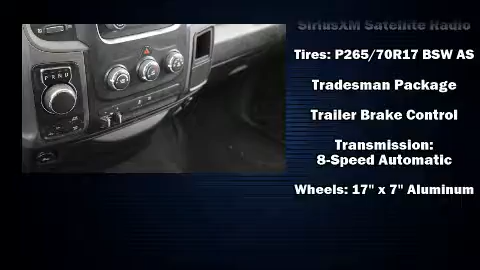 SiriusXM Satellite Radio
Tires: P265/70R17 BSW AS
Tradesman Package
Trailer Brake Control
Transmission:
8-Speed Automatic
Wheels: 17" x 7" Aluminum
P R N D